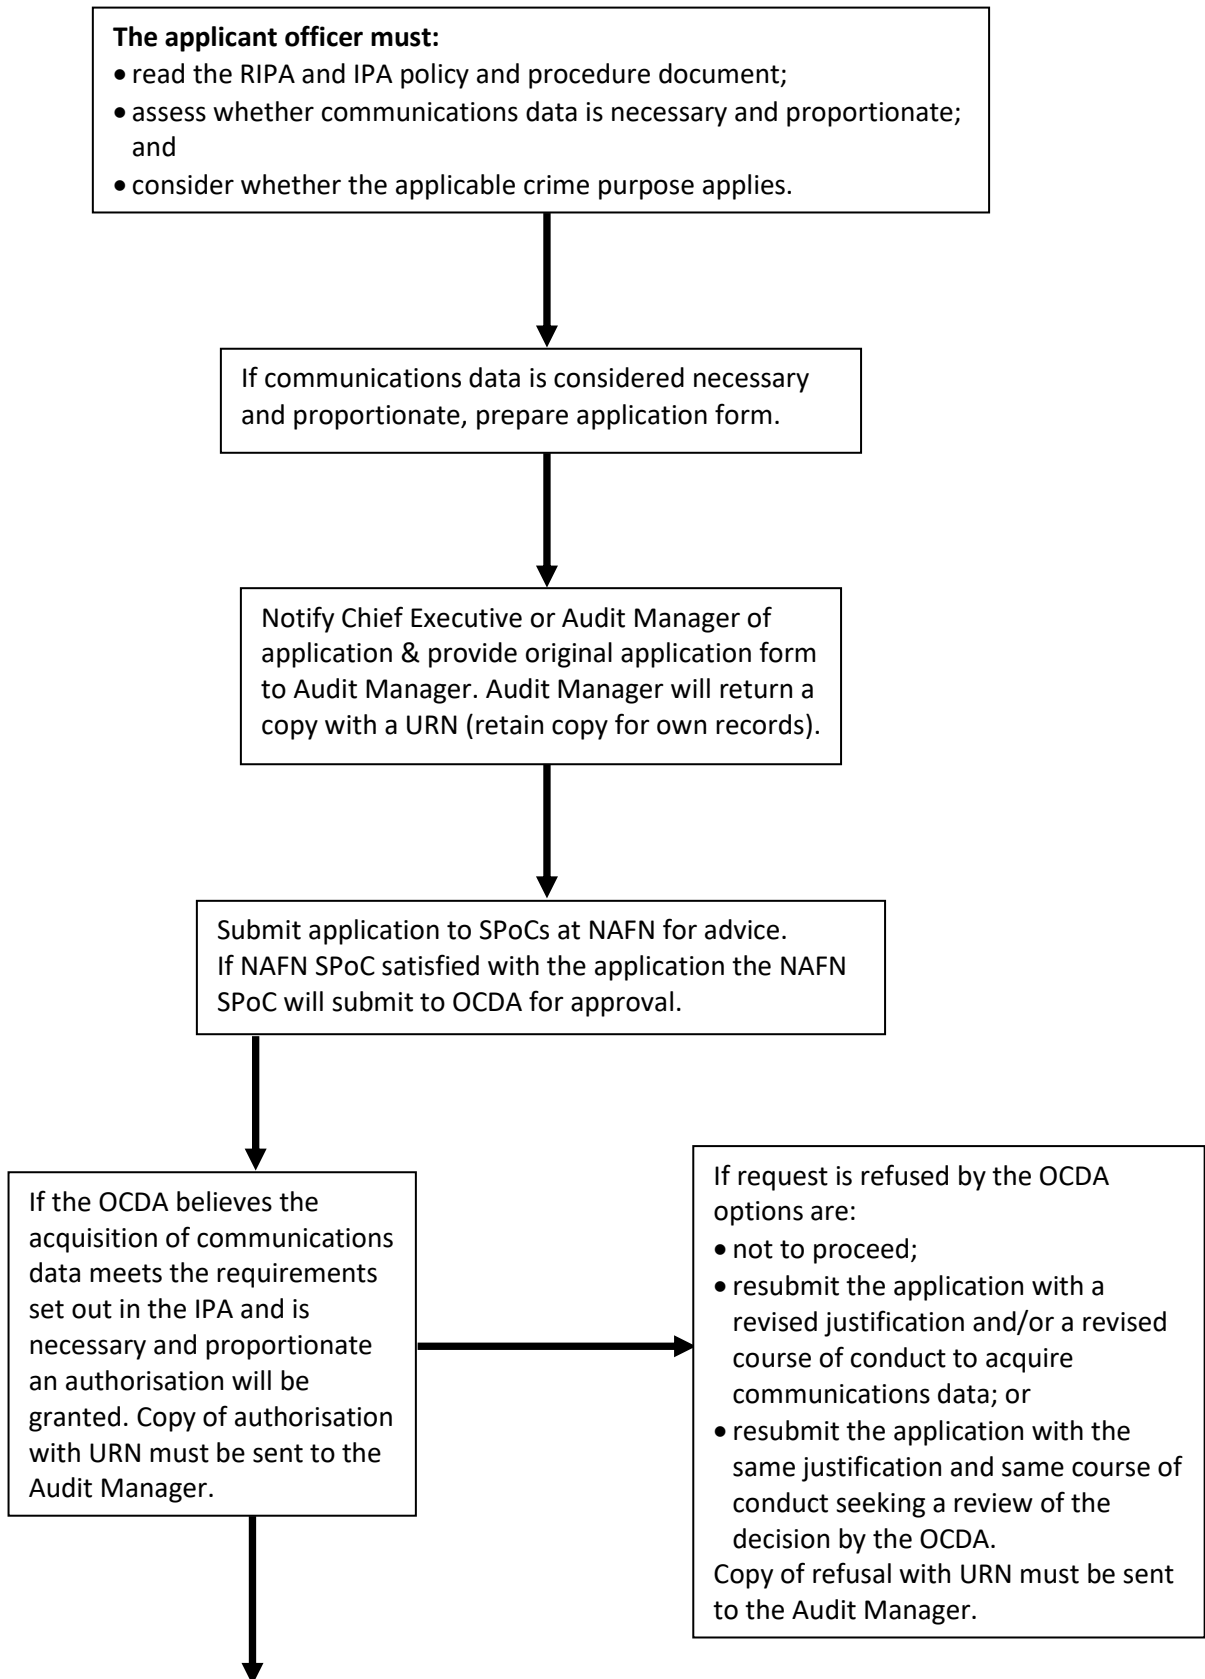 The applicant officer must:
• read the RIPA and IPA policy and procedure document;
• assess whether communications data is necessary and proportionate;
and
• consider whether the applicable crime purpose applies.
If communications data is considered necessary
and proportionate, prepare application form.
Notify Chief Executive or Audit Manager of
application & provide original application form
to Audit Manager. Audit Manager will return a
copy with a URN (retain copy for own records).
Submit application to SPoCs at NAFN for advice.
If NAFN SPoC satisfied with the application the NAFN
SPoC will submit to OCDA for approval.
If the OCDA believes the
acquisition of communications
data meets the requirements
set out in the IPA and is
necessary and proportionate
an authorisation will be
granted. Copy of authorisation
with URN must be sent to the
Audit Manager.
If request is refused by the OCDA
options are:
• not to proceed;
• resubmit the application with a
revised justification and/or a revised
course of conduct to acquire
communications data; or
• resubmit the application with the
same justification and same course of
conduct seeking a review of the
decision by the OCDA.
Copy of refusal with URN must be sent
to the Audit Manager.